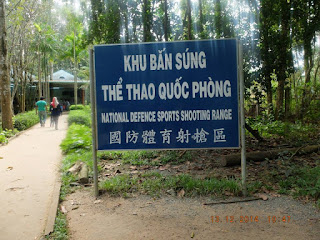 KHU BẮN SÚNG
THỂ THAO QUỐC PHÒNG
NATIONAL DEFENCE SPORTS SHOOTING RANGE
國防體育射槍區